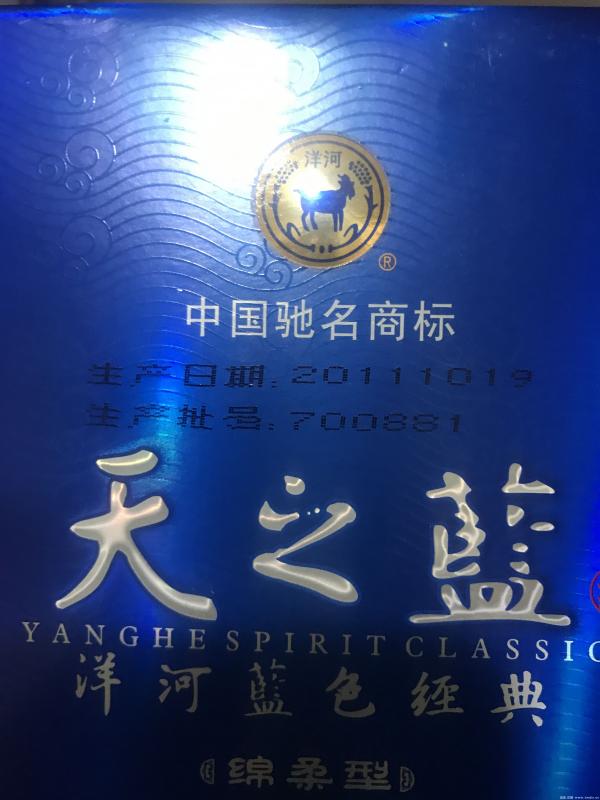 洋河
®
中国驰名商标
生产日期:20111019
生产批号:700881
天之藍
YANGHE SPIRIT CLASSIC
洋河藍色經典
绵柔型